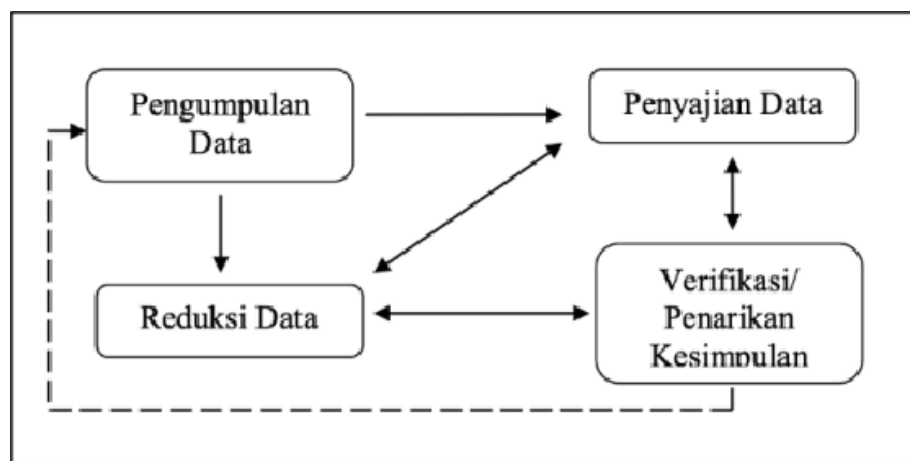 Pengumpulan
Data
Penyajian Data
Reduksi Data
Verifikasi/
Penarikan
Kesimpulan